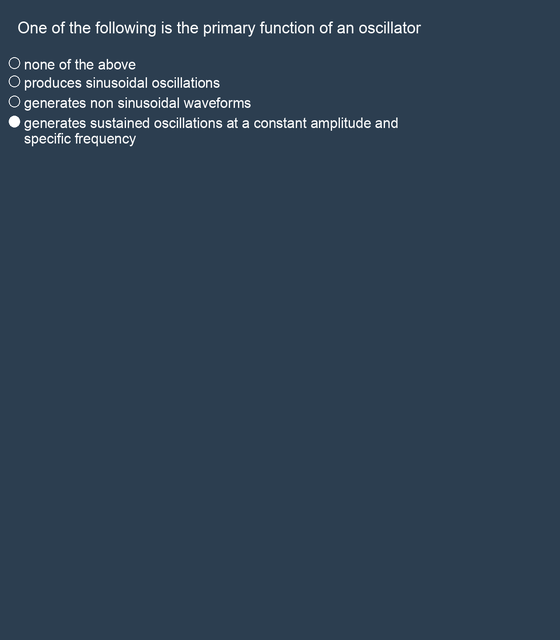 One of the following is the primary function of an oscillator
none of the above
produces sinusoidal oscillations
generates non sinusoidal waveforms
generates sustained oscillations at a constant amplitude and
specific frequency